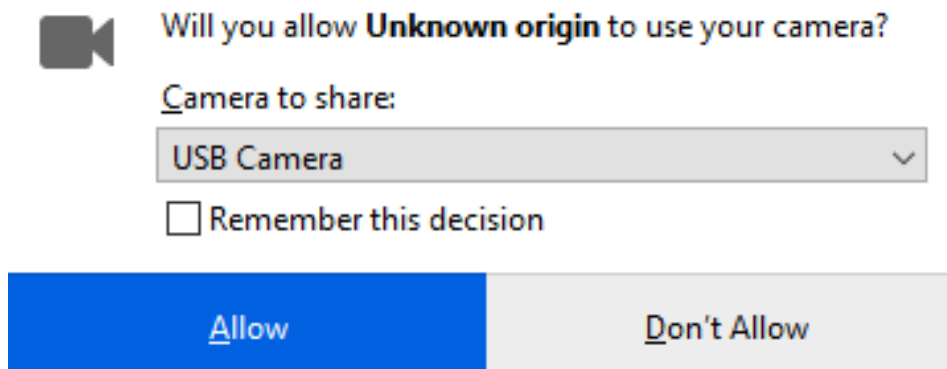 Will you allow Unknown origin to use your camera?
Camera to share:
USB Camera
Remember this decision
Allow
Don't Allow